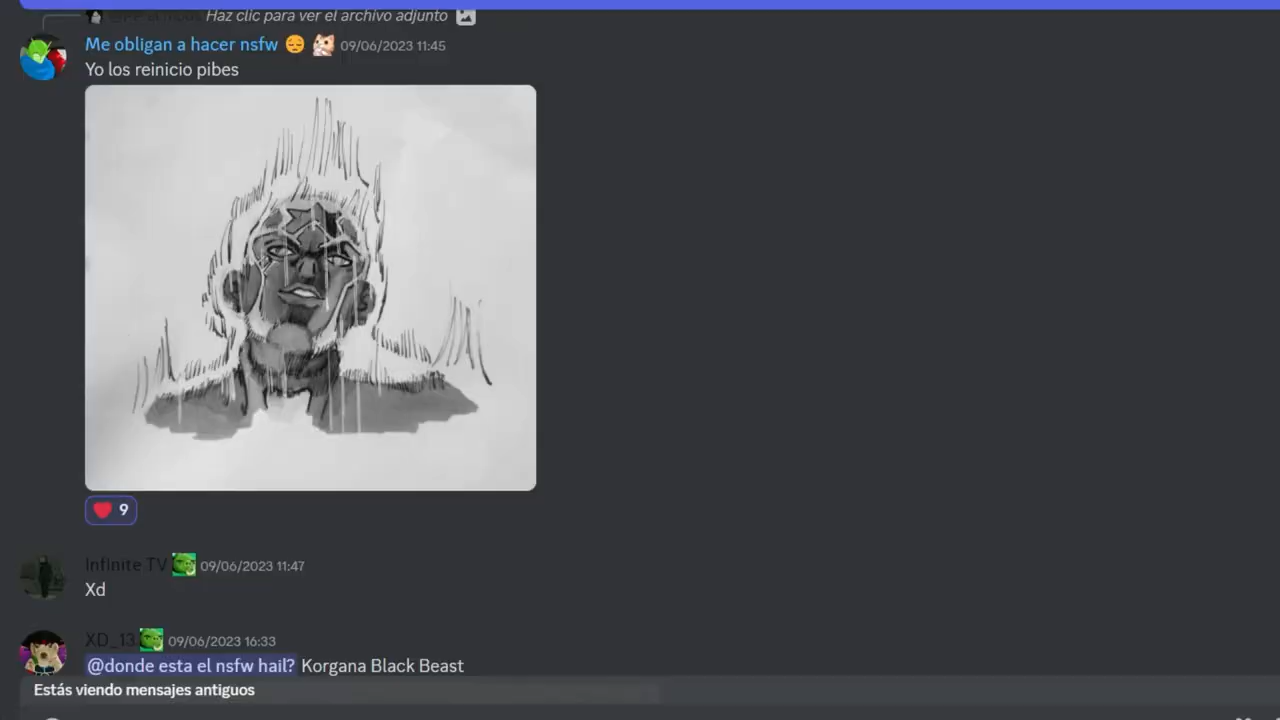 Haz clic para ver el archivo adjunto
Me obligan a hacer nsfw 09/06/2023 11:45
Yo los reinicio pibes
9
Infinite TV 09/06/2023 11:47
Xd
XD_13 09/06/2023 16:33
@donde esta el nsfw hail? Korgana Black Beast
Estás viendo mensajes antiguos